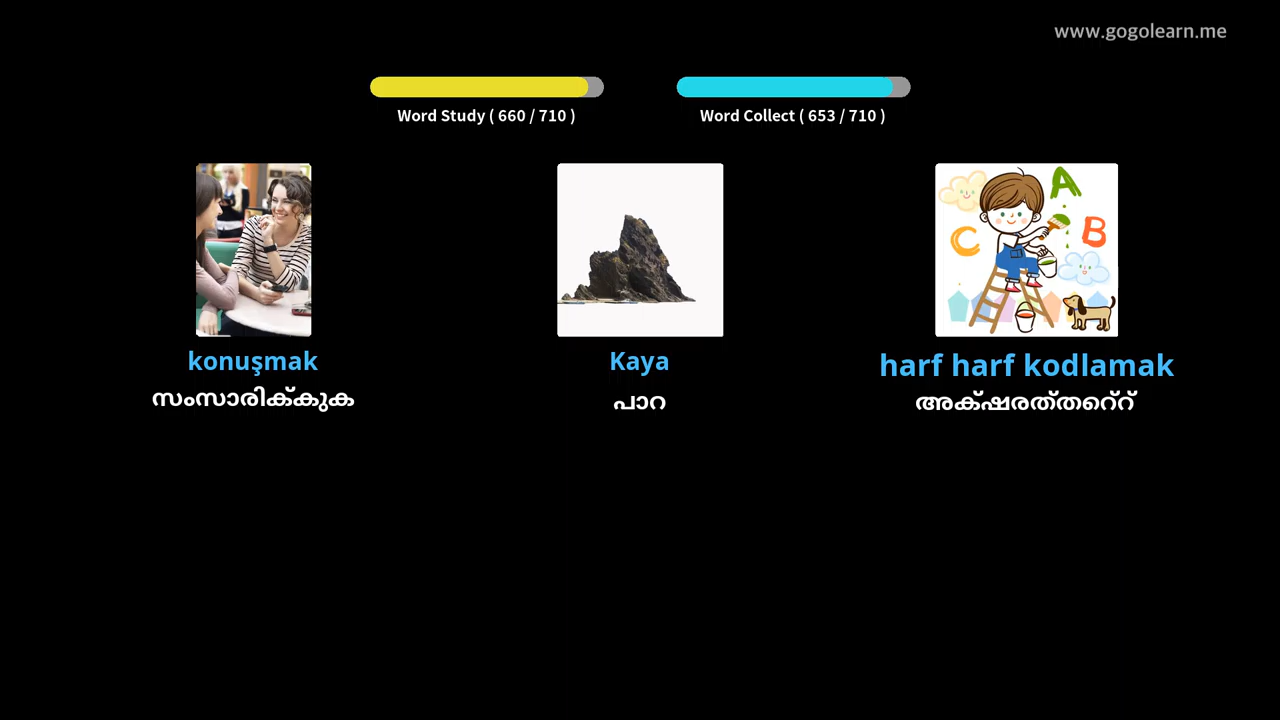 www.gogolearn.me
Word Study ( 660 / 710 )
Word Collect ( 653 / 710 )
A
C
B
konuşmak
Kaya
harf harf kodlamak
സംസാരിക്കുക
പാറ
അക്ഷരത്തെറ്റ്